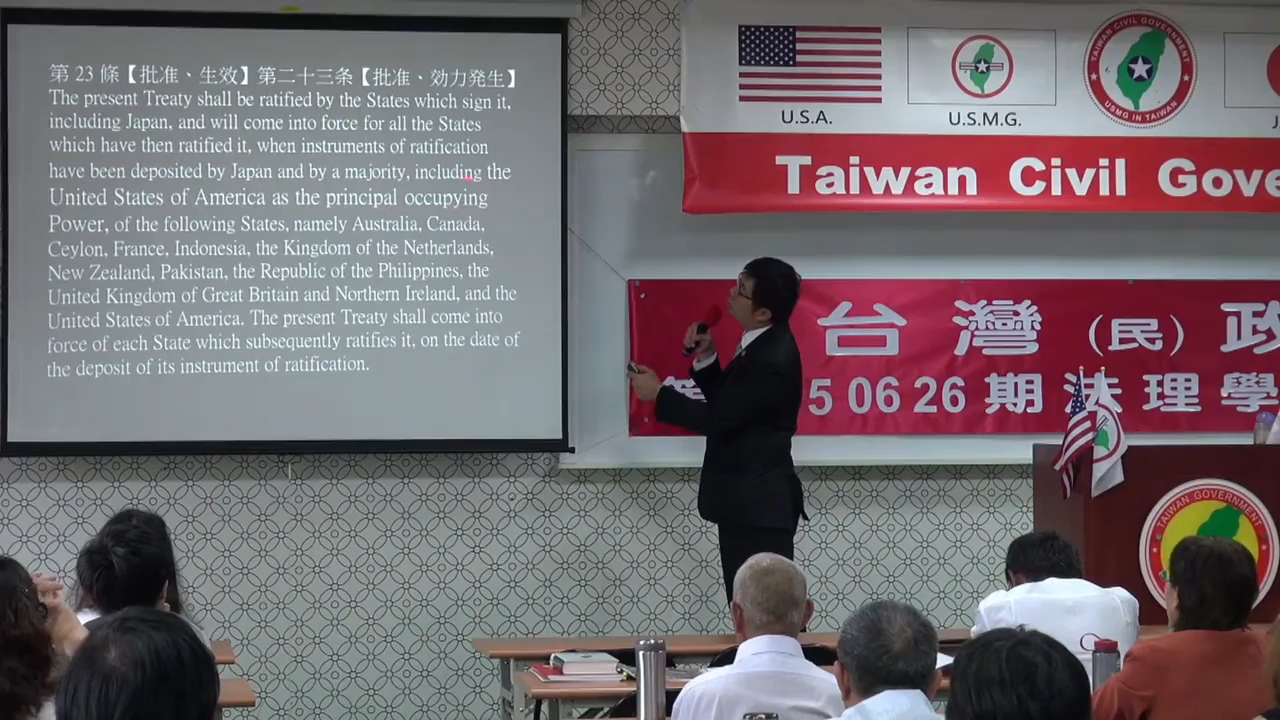 第 23 條【批准、生效】第二十三条【批准、効力発生】
The present Treaty shall be ratified by the States which sign it,
including Japan, and will come into force for all the States
which have then ratified it, when instruments of ratification
have been deposited by Japan and by a majority, including the
United States of America as the principal occupying
Power, of the following States, namely Australia, Canada,
Ceylon, France, Indonesia, the Kingdom of the Netherlands,
New Zealand, Pakistan, the Republic of the Philippines, the
United Kingdom of Great Britain and Northern Ireland, and the
United States of America. The present Treaty shall come into
force of each State which subsequently ratifies it, on the date of
the deposit of its instrument of ratification.
U.S.A.
U.S.M.G.
TAIWAN CIVIL GOVERNMENT
USMG IN TAIWAN
J
Taiwan Civil Gove
台灣(民)政
5 06 26 期法理學
TAIWAN GOVERNMENT